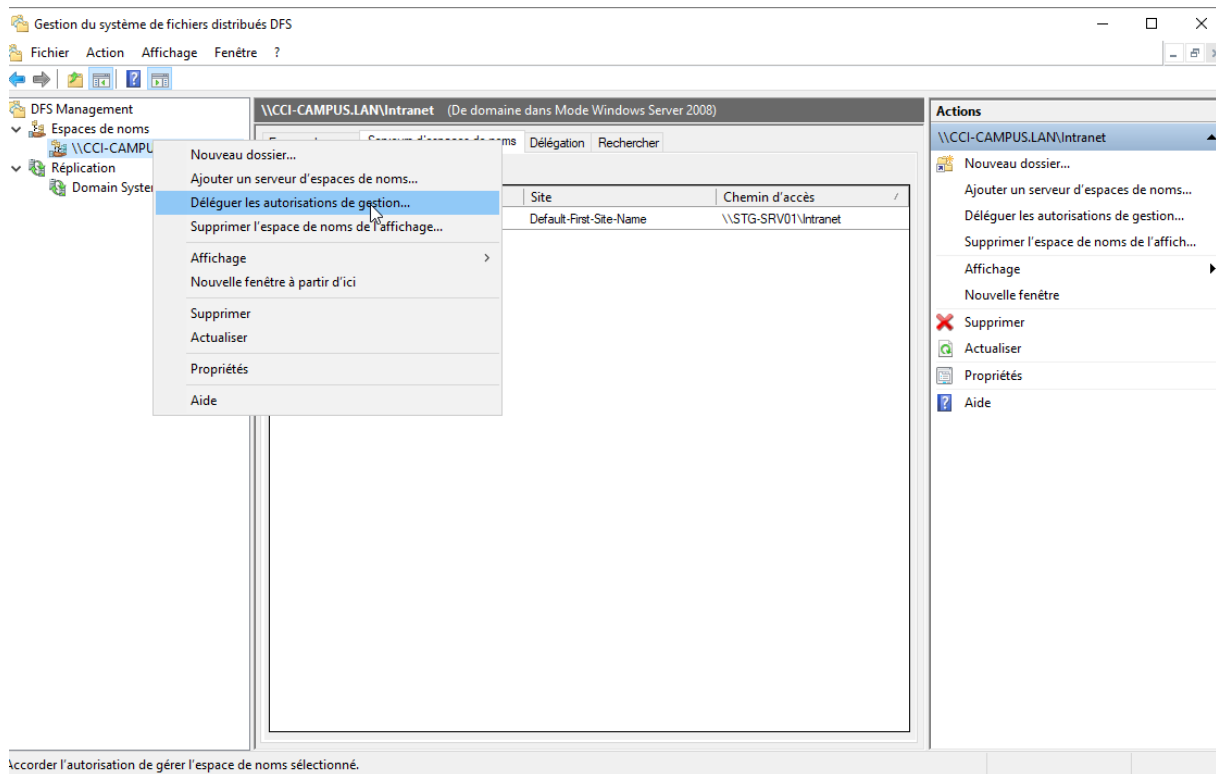 Gestion du système de fichiers distribués DFS
Fichier Action Affichage Fenêtre ?
DFS Management
Espaces de noms
\\CCI-CAMPU
Réplication
Domain Syster
\\CCI-CAMPUS.LAN\Intranet (De domaine dans Mode Windows Server 2008)
Délégation Rechercher
Site Chemin d'accès
Default-First-Site-Name \\STG-SRV01\Intranet
Nouveau dossier...
Ajouter un serveur d'espaces de noms...
Déléguer les autorisations de gestion...
Supprimer l'espace de noms de l'affichage...
Affichage
Nouvelle fenêtre à partir d'ici
Supprimer
Actualiser
Propriétés
Aide
Actions
\\CCI-CAMPUS.LAN\Intranet
Nouveau dossier...
Ajouter un serveur d'espaces de noms...
Déléguer les autorisations de gestion...
Supprimer l'espace de noms de l'affich...
Affichage
Nouvelle fenêtre
Supprimer
Actualiser
Propriétés
Aide
Accorder l'autorisation de gérer l'espace de noms sélectionné.